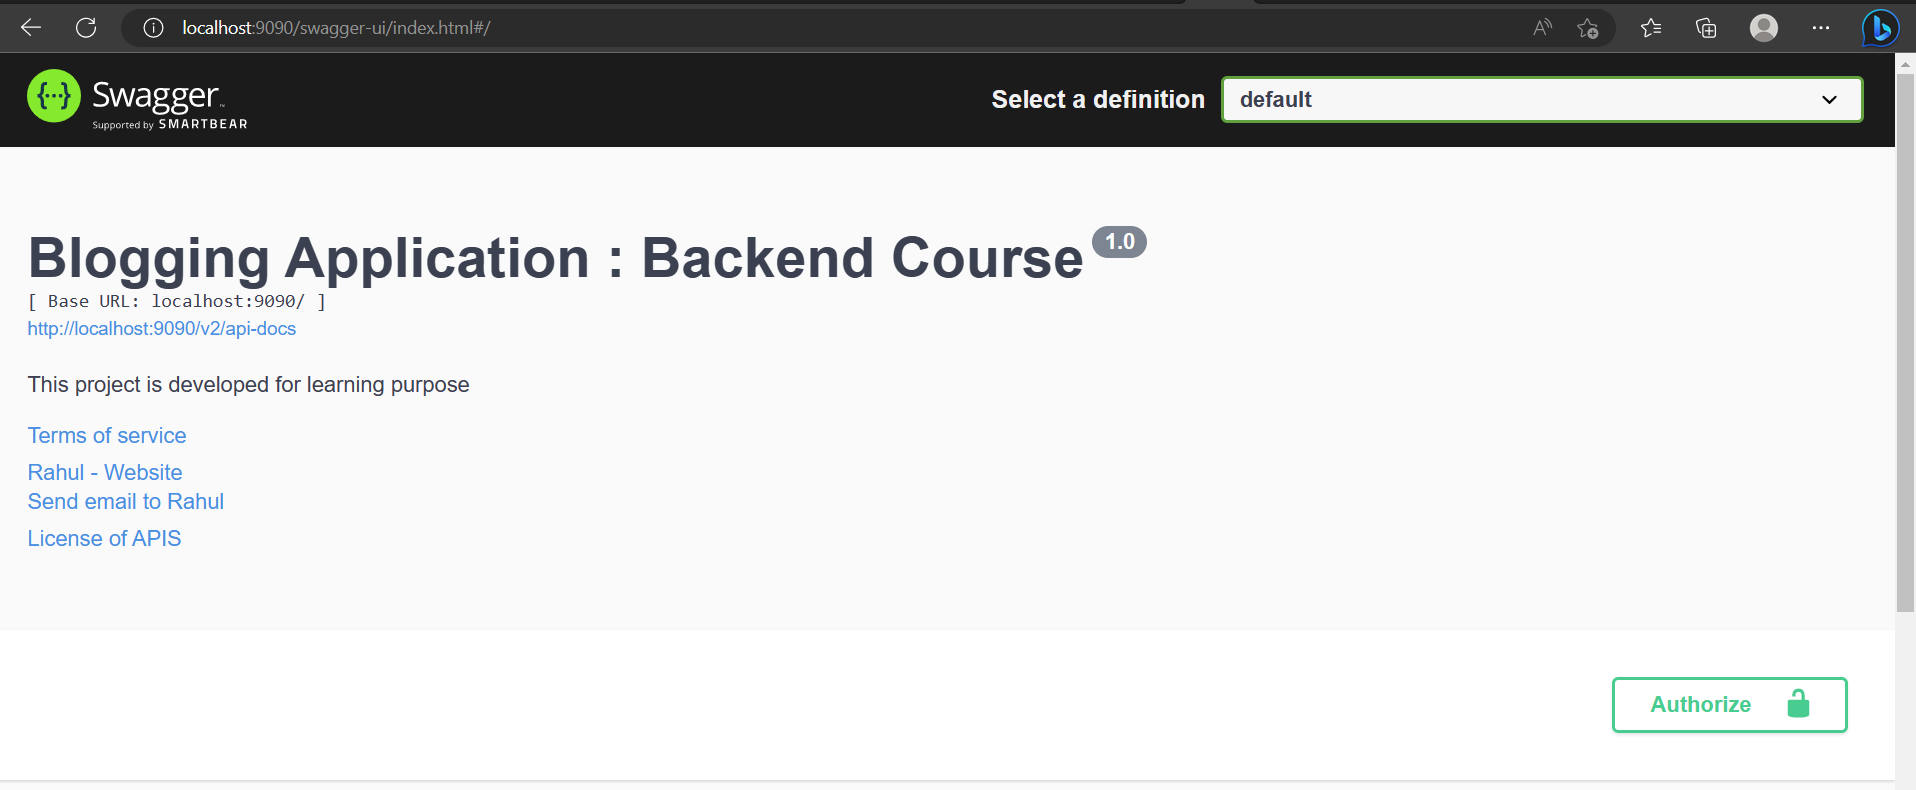 localhost:9090/swagger-ui/index.html#/
Swagger
Supported by SMARTBEAR
Select a definition
default
Blogging Application : Backend Course 1.0
[ Base URL: localhost:9090/ ]
http://localhost:9090/v2/api-docs
This project is developed for learning purpose
Terms of service
Rahul - Website
Send email to Rahul
License of APIS
Authorize